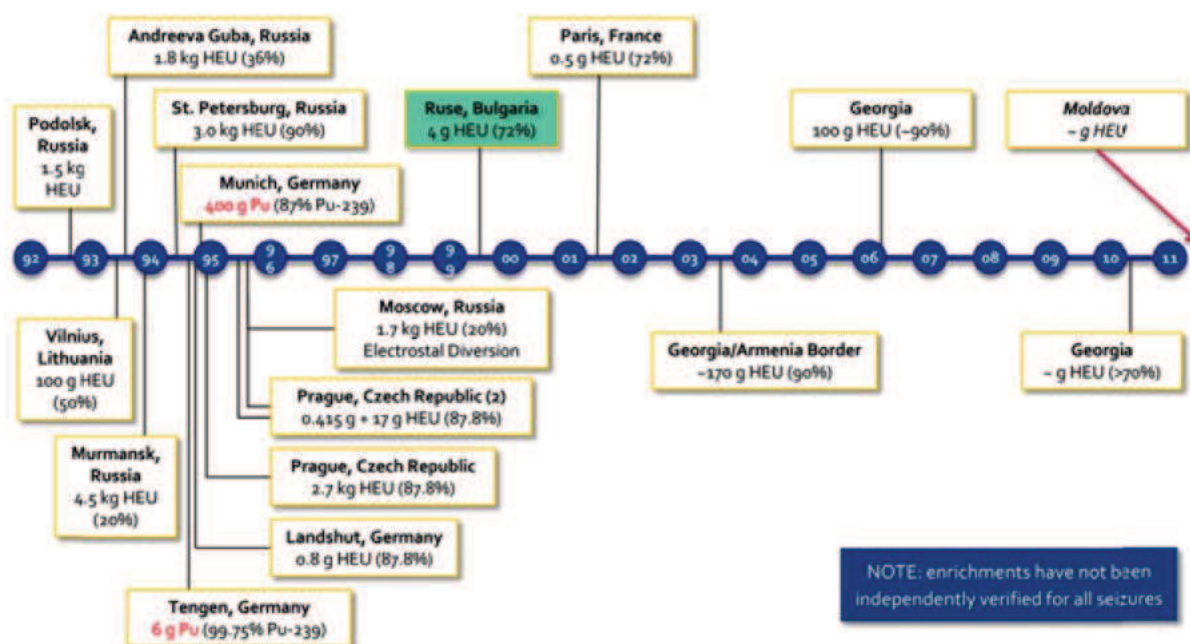 Andreeva Guba, Russia
1.8 kg HEU (36%)
Paris, France
0.5 g HEU (72%)
St. Petersburg, Russia
3.0 kg HEU (90%)
Ruse, Bulgaria
4 g HEU (72%)
Georgia
100 g HEU (~90%)
Moldova
~ g HEU
Podolsk,
Russia
1.5 kg
HEU
Munich, Germany
400 g Pu (87% Pu-239)
92 93 94 95 96 97 98 99 00 01 02 03 04 05 06 07 08 09 10 11
Vilnius,
Lithuania
100 g HEU
(50%)
Moscow, Russia
1.7 kg HEU (20%)
Electrostal Diversion
Georgia/Armenia Border
~170 g HEU (90%)
Georgia
~ g HEU (>70%)
Prague, Czech Republic (2)
0.415 g + 17 g HEU (87.8%)
Murmansk,
Russia
4.5 kg HEU
(20%)
Prague, Czech Republic
2.7 kg HEU (87.8%)
Landshut, Germany
0.8 g HEU (87.8%)
Tengen, Germany
6 g Pu (99.75% Pu-239)
NOTE: enrichments have not been
independently verified for all seizures